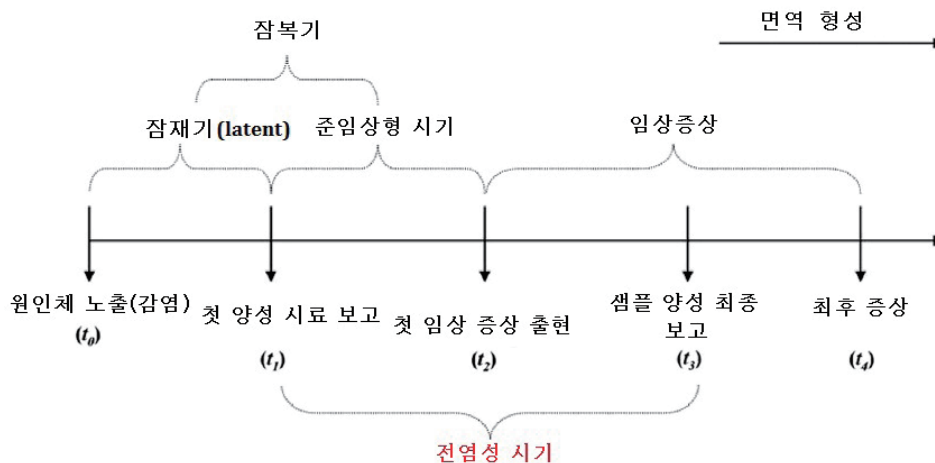 면역 형성
잠복기
잠재기(latent)
준임상형 시기
임상증상
원인체 노출(감염)
(t₀)
첫 양성 시료 보고
(t₁)
첫 임상 증상 출현
(t₂)
샘플 양성 최종
보고
(t₃)
최후 증상
(t₄)
전염성 시기